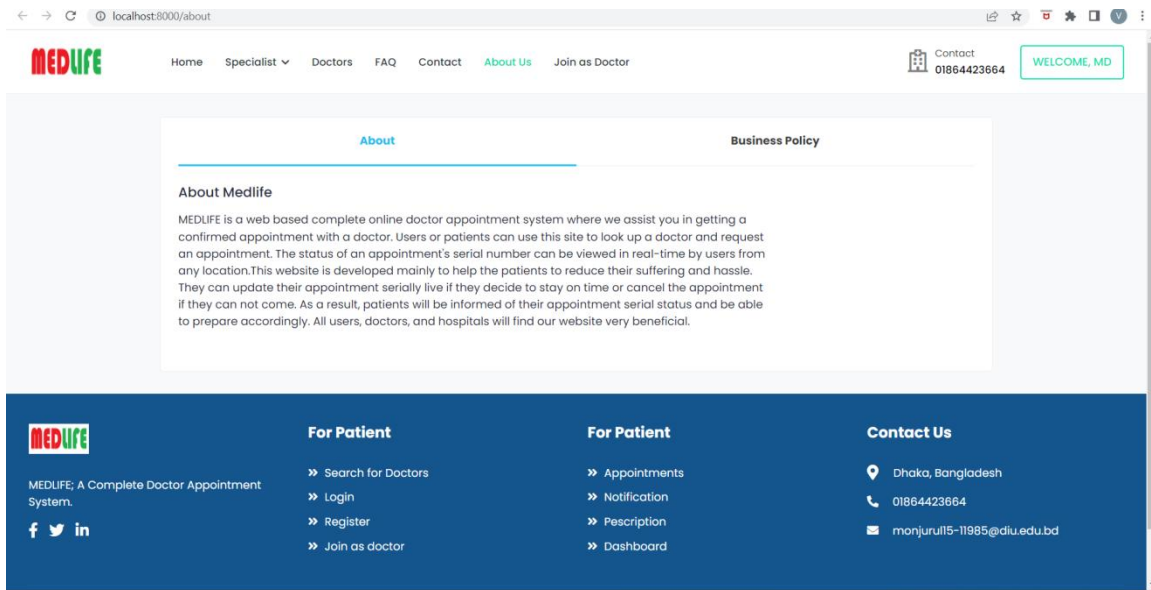 localhost:8000/about
V
MEDLIFE
Home Specialist Doctors FAQ Contact About Us Join as Doctor
Contact
01864423664
WELCOME, MD
About
Business Policy
About Medlife
MEDLIFE is a web based complete online doctor appointment system where we assist you in getting a
confirmed appointment with a doctor. Users or patients can use this site to look up a doctor and request
an appointment. The status of an appointment's serial number can be viewed in real-time by users from
any location.This website is developed mainly to help the patients to reduce their suffering and hassle.
They can update their appointment serially live if they decide to stay on time or cancel the appointment
if they can not come. As a result, patients will be informed of their appointment serial status and be able
to prepare accordingly. All users, doctors, and hospitals will find our website very beneficial.
MEDLIFE
MEDLIFE; A Complete Doctor Appointment
System.
For Patient
Search for Doctors
Login
Register
Join as doctor
For Patient
Appointments
Notification
Pescription
Dashboard
Contact Us
Dhaka, Bangladesh
01864423664
monjurul15-11985@diu.edu.bd